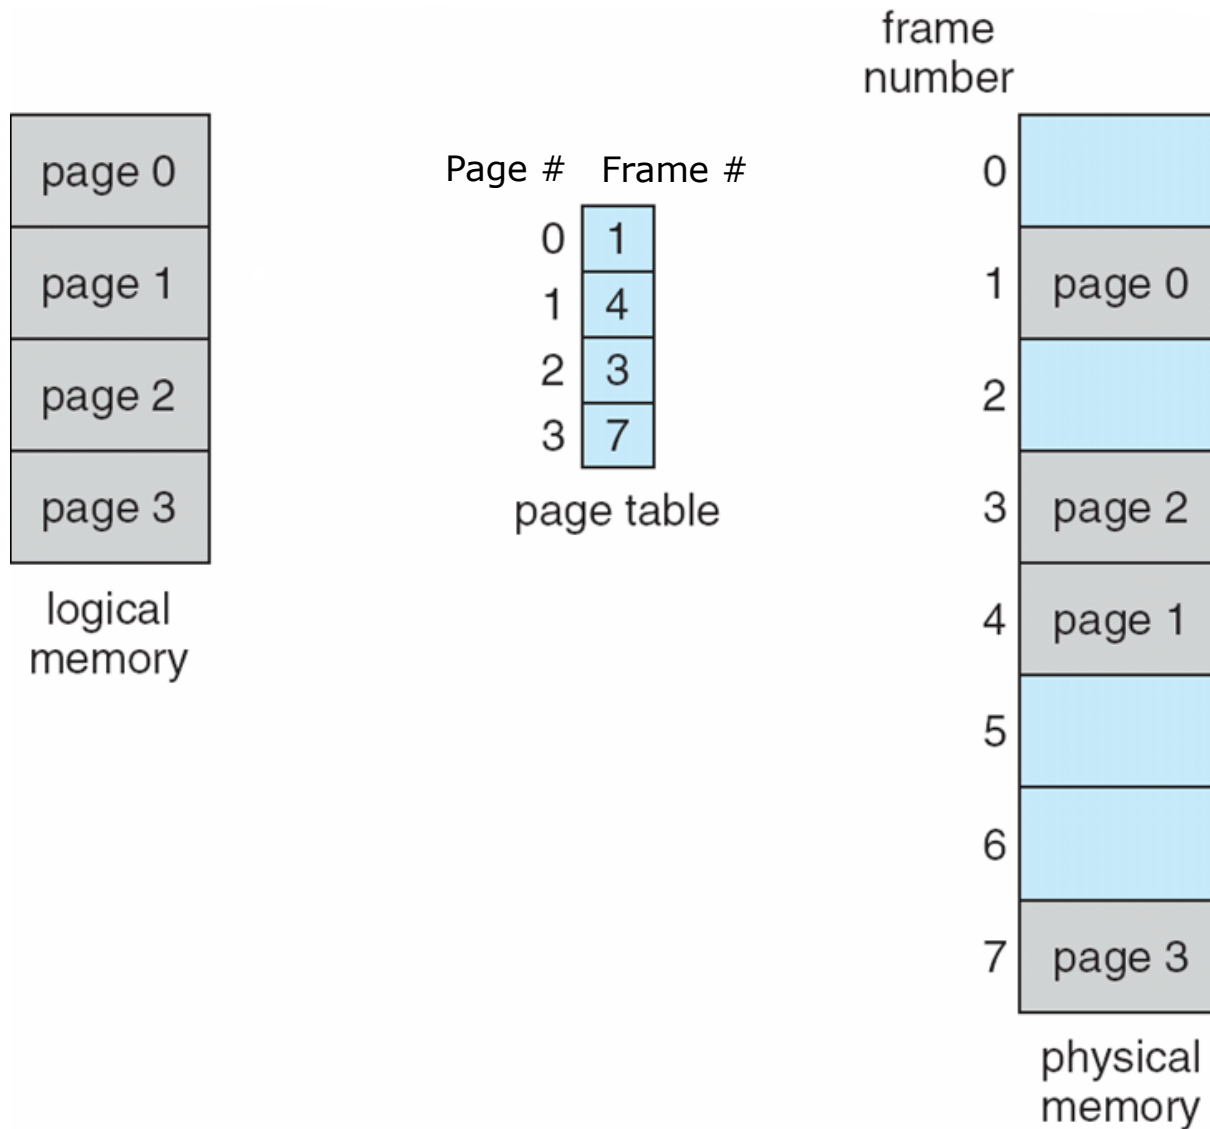 page 0
page 1
page 2
page 3
logical
memory
Page # Frame #
0 1
1 4
2 3
3 7
page table
frame
number
0
1 page 0
2
3 page 2
4 page 1
5
6
7 page 3
physical
memory